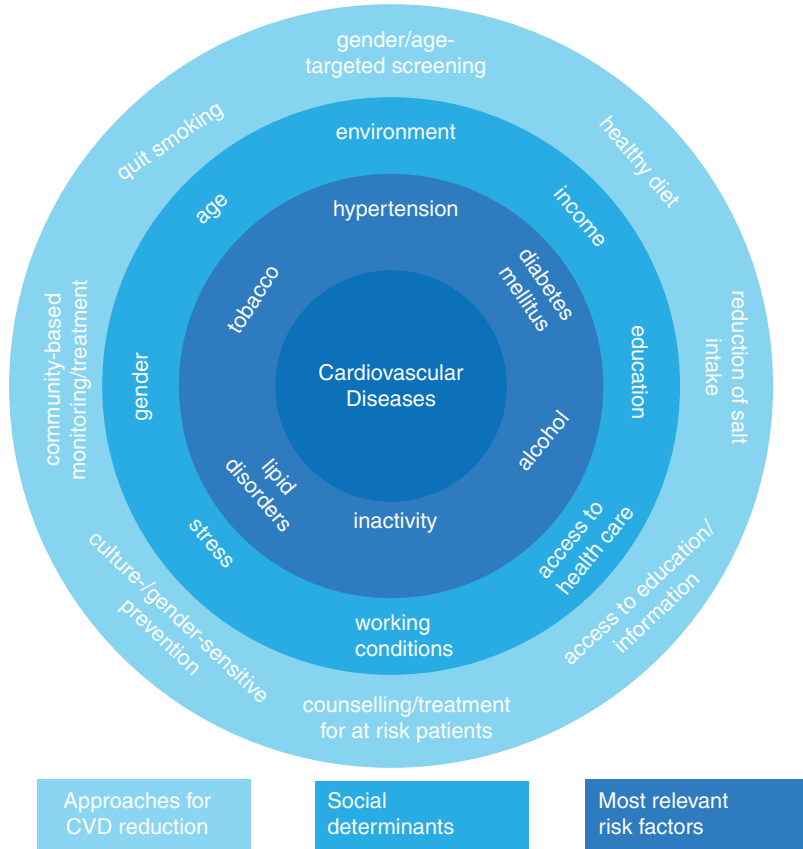 gender/age-
targeted screening
healthy diet
reduction of salt
intake
access to education/
information
counselling/treatment
for at risk patients
culture-/gender-sensitive
prevention
community-based
monitoring/treatment
quit smoking
environment
income
education
access to
health care
working
conditions
stress
gender
age
hypertension
diabetes
mellitus
alcohol
inactivity
lipid
disorders
tobacco
Cardiovascular
Diseases
Approaches for
CVD reduction
Social
determinants
Most relevant
risk factors